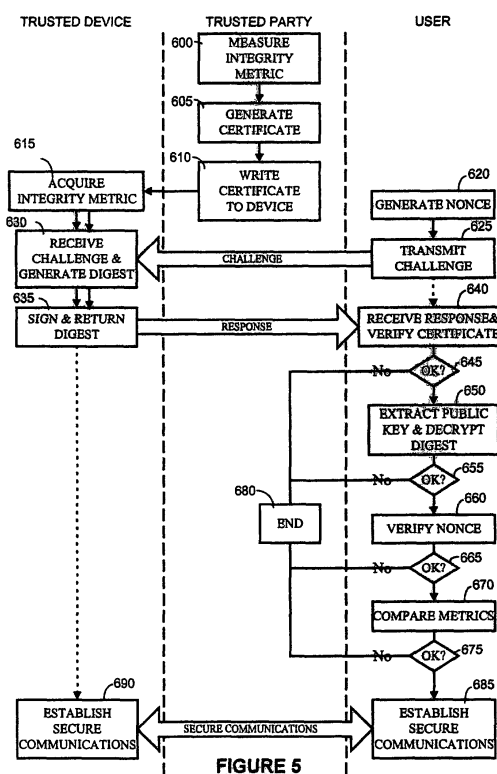 TRUSTED DEVICE
TRUSTED PARTY
USER
600
MEASURE
INTEGRITY
METRIC
605
GENERATE
CERTIFICATE
610
WRITE
CERTIFICATE
TO DEVICE
615
ACQUIRE
INTEGRITY METRIC
620
GENERATE NONCE
625
TRANSMIT
CHALLENGE
630
RECEIVE
CHALLENGE &
GENERATE DIGEST
CHALLENGE
635
SIGN & RETURN
DIGEST
RESPONSE
640
RECEIVE RESPONSE&
VERIFY CERTIFICATE
No
OK?
645
650
EXTRACT PUBLIC
KEY & DECRYPT
DIGEST
No
OK?
655
660
VERIFY NONCE
680
END
No
OK?
665
670
COMPARE METRICS
No
OK?
675
690
ESTABLISH
SECURE
COMMUNICATIONS
SECURE COMMUNICATIONS
685
ESTABLISH
SECURE
COMMUNICATIONS
FIGURE 5